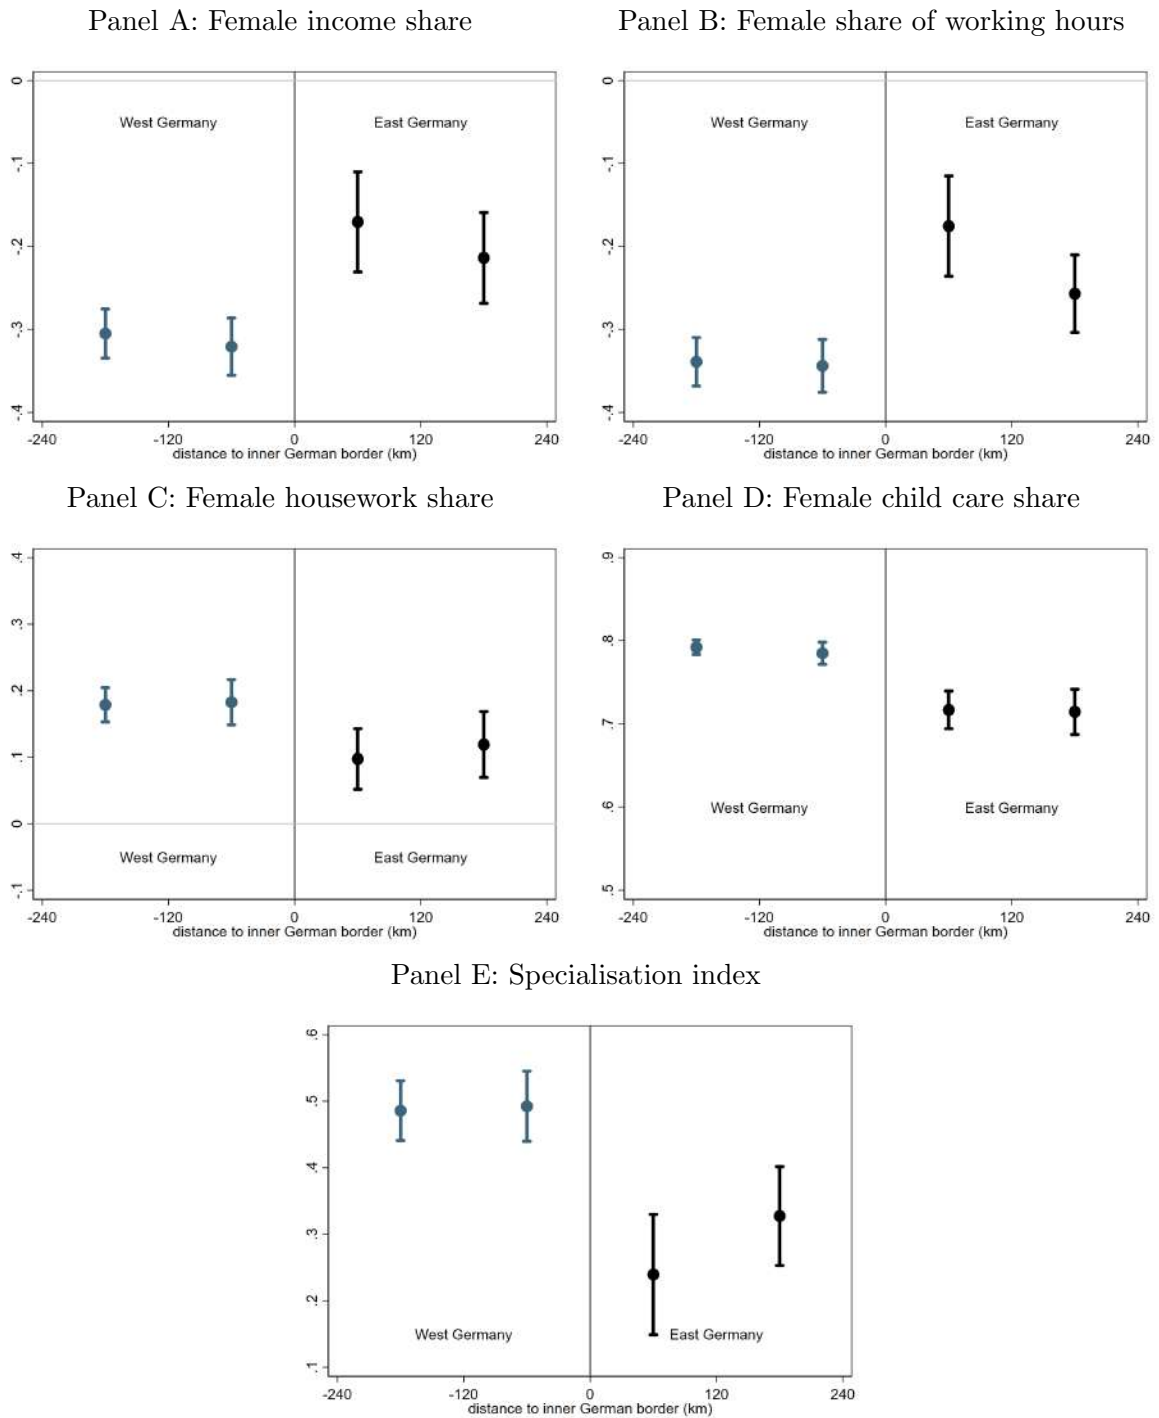 Panel A: Female income share
0
-.1
-.2
-.3
-.4
West Germany
East Germany
-240 -120 0 120 240
distance to inner German border (km)
Panel B: Female share of working hours
0
-.1
-.2
-.3
-.4
West Germany
East Germany
-240 -120 0 120 240
distance to inner German border (km)
Panel C: Female housework share
.4
.3
.2
.1
0
-.1
West Germany
East Germany
-240 -120 0 120 240
distance to inner German border (km)
Panel D: Female child care share
.9
.8
.7
.6
.5
West Germany
East Germany
-240 -120 0 120 240
distance to inner German border (km)
Panel E: Specialisation index
.6
.5
.4
.3
.2
.1
West Germany
East Germany
-240 -120 0 120 240
distance to inner German border (km)